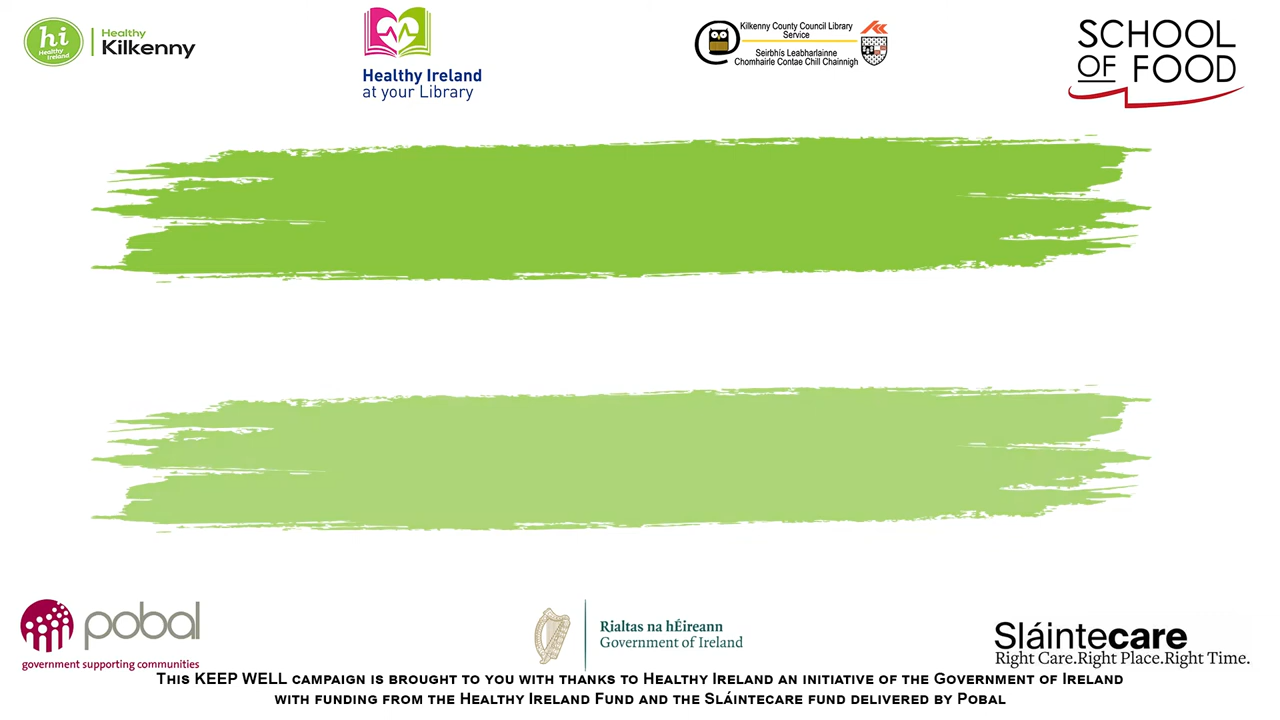 hi
Healthy
Ireland
Healthy
Kilkenny
Healthy Ireland
at your Library
Kilkenny County Council Library
Service
Seirbhís Leabharlainne
Chomhairle Contae Chill Chainnigh
SCHOOL
OF FOOD
pobal
government supporting communities
Rialtas na hÉireann
Government of Ireland
Sláintecare
Right Care.Right Place.Right Time.
This KEEP WELL campaign is brought to you with thanks to Healthy Ireland an initiative of the Government of Ireland
with funding from the Healthy Ireland Fund and the Sláintecare fund delivered by Pobal